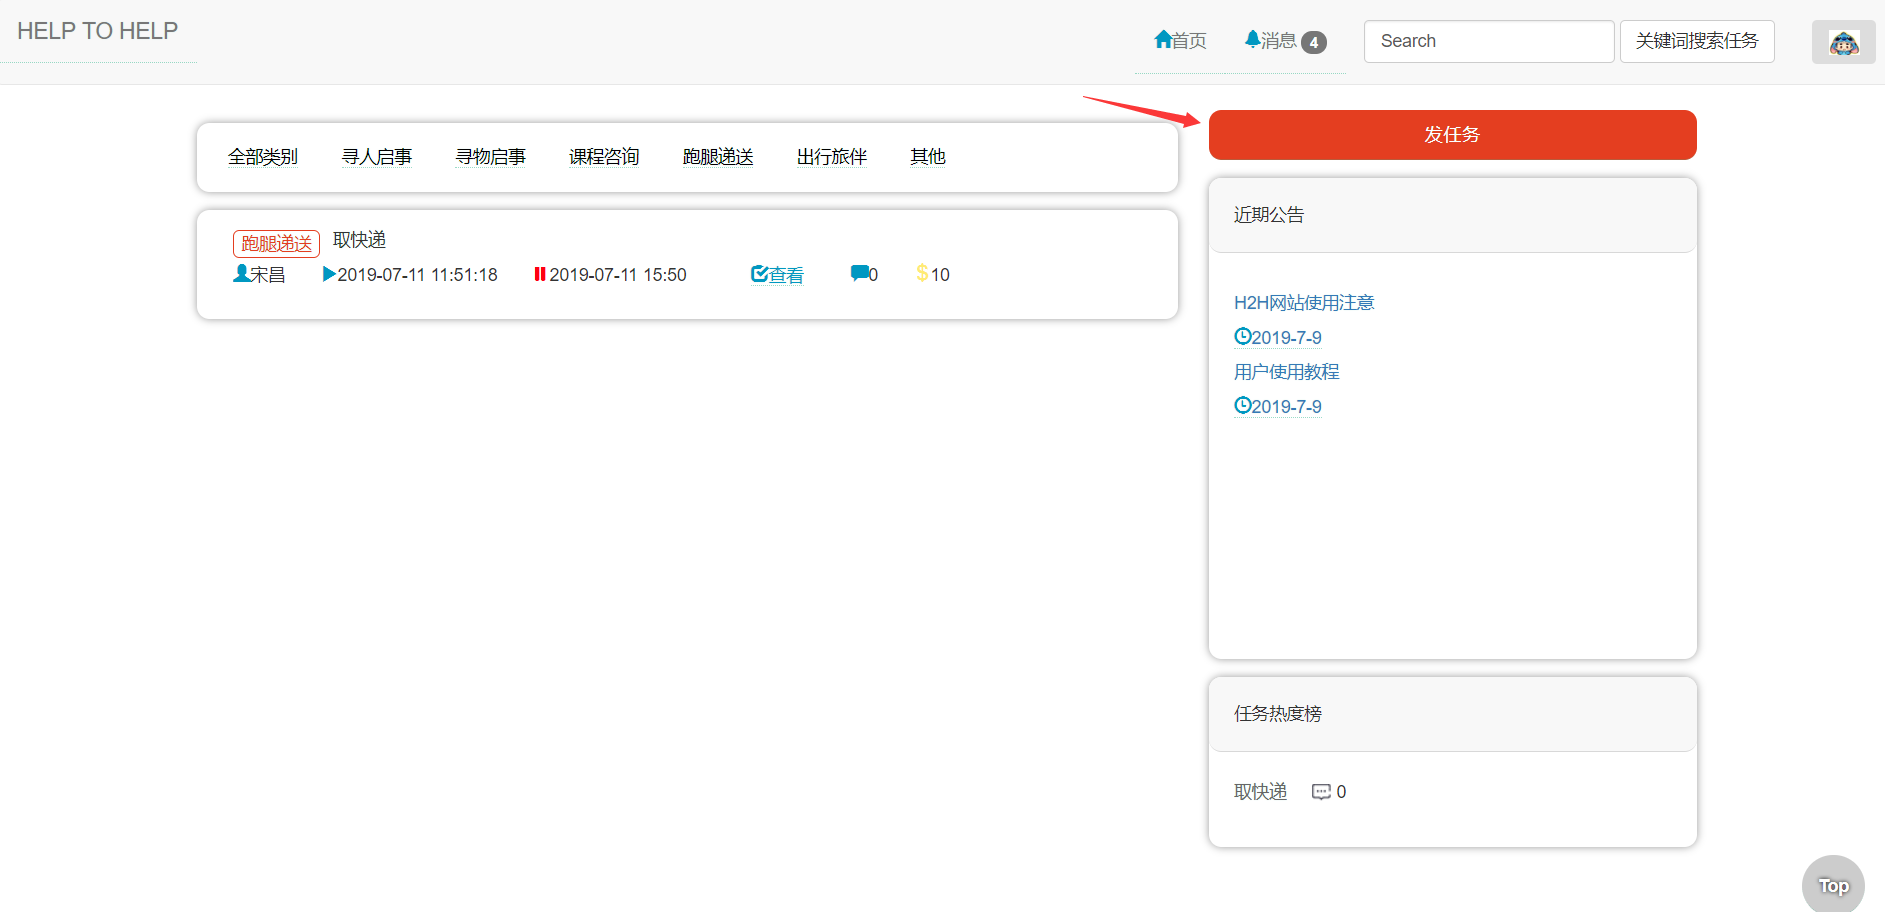 HELP TO HELP
首页 消息 4 Search 关键词搜索任务
发任务
全部类别 寻人启事 寻物启事 课程咨询 跑腿递送 出行旅伴 其他
跑腿递送 取快递
宋昌 2019-07-11 11:51:18 2019-07-11 15:50 查看 0 $10
近期公告
H2H网站使用注意
2019-7-9
用户使用教程
2019-7-9
任务热度榜
取快递 0
Top